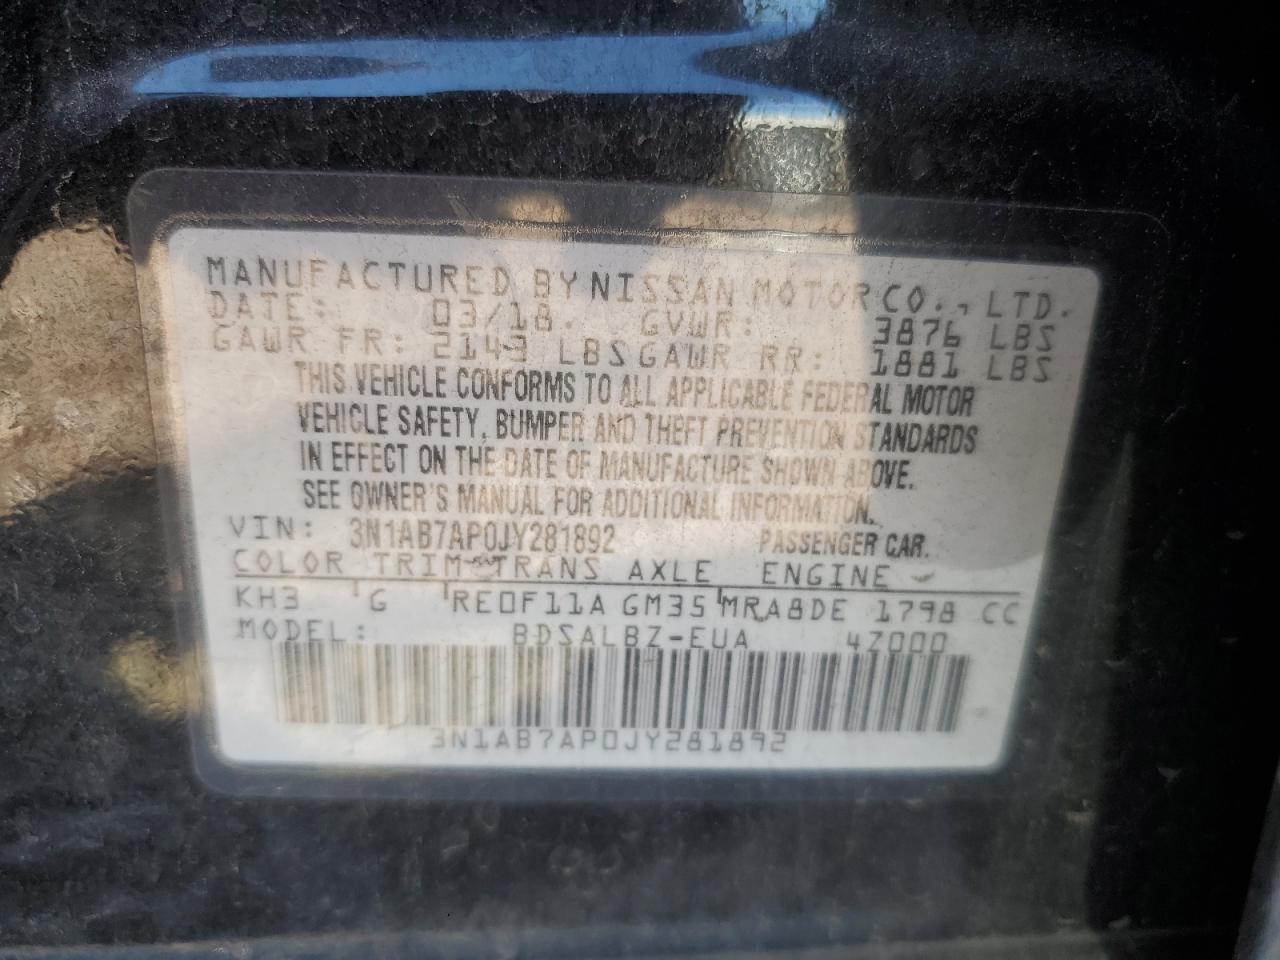 MANUFACTURED BY NISSAN MOTOR CO., LTD.
DATE: 03/18. GVWR: 3876 LBS
GAWR FR: 2143 LBS GAWR RR: 1881 LBS
THIS VEHICLE CONFORMS TO ALL APPLICABLE FEDERAL MOTOR
VEHICLE SAFETY, BUMPER AND THEFT PREVENTION STANDARDS
IN EFFECT ON THE DATE OF MANUFACTURE SHOWN ABOVE.
SEE OWNER'S MANUAL FOR ADDITIONAL INFORMATION.
VIN: 3N1AB7AP0JY281892 PASSENGER CAR.
COLOR TRIM TRANS AXLE ENGINE
KH3 G RE0F11A GM35 MRA8DE 1798 CC
MODEL: BDSALBZ-EUA 4Z000
3N1AB7AP0JY281892